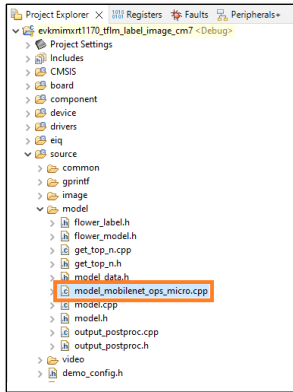 Project Explorer × Registers Faults Peripherals+
evkmimxrt1170_tflm_label_image_cm7 <Debug>
Project Settings
Includes
CMSIS
board
component
device
drivers
eiq
source
common
gprintf
image
model
flower_label.h
flower_model.h
get_top_n.cpp
get_top_n.h
model_data.h
model_mobilenet_ops_micro.cpp
model.cpp
model.h
output_postproc.cpp
output_postproc.h
video
demo_config.h